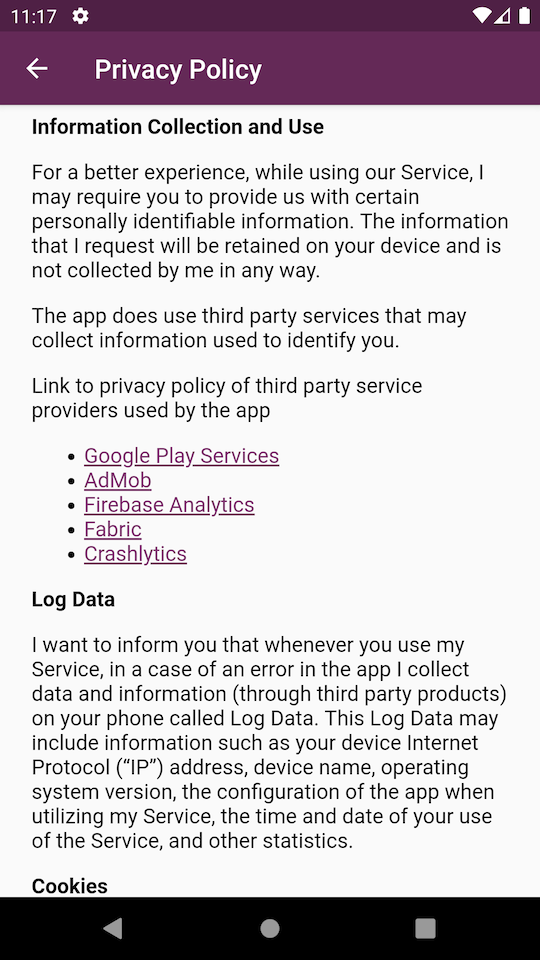 11:17
Privacy Policy
Information Collection and Use
For a better experience, while using our Service, I
may require you to provide us with certain
personally identifiable information. The information
that I request will be retained on your device and is
not collected by me in any way.
The app does use third party services that may
collect information used to identify you.
Link to privacy policy of third party service
providers used by the app
• Google Play Services
• AdMob
• Firebase Analytics
• Fabric
• Crashlytics
Log Data
I want to inform you that whenever you use my
Service, in a case of an error in the app I collect
data and information (through third party products)
on your phone called Log Data. This Log Data may
include information such as your device Internet
Protocol (“IP”) address, device name, operating
system version, the configuration of the app when
utilizing my Service, the time and date of your use
of the Service, and other statistics.
Cookies